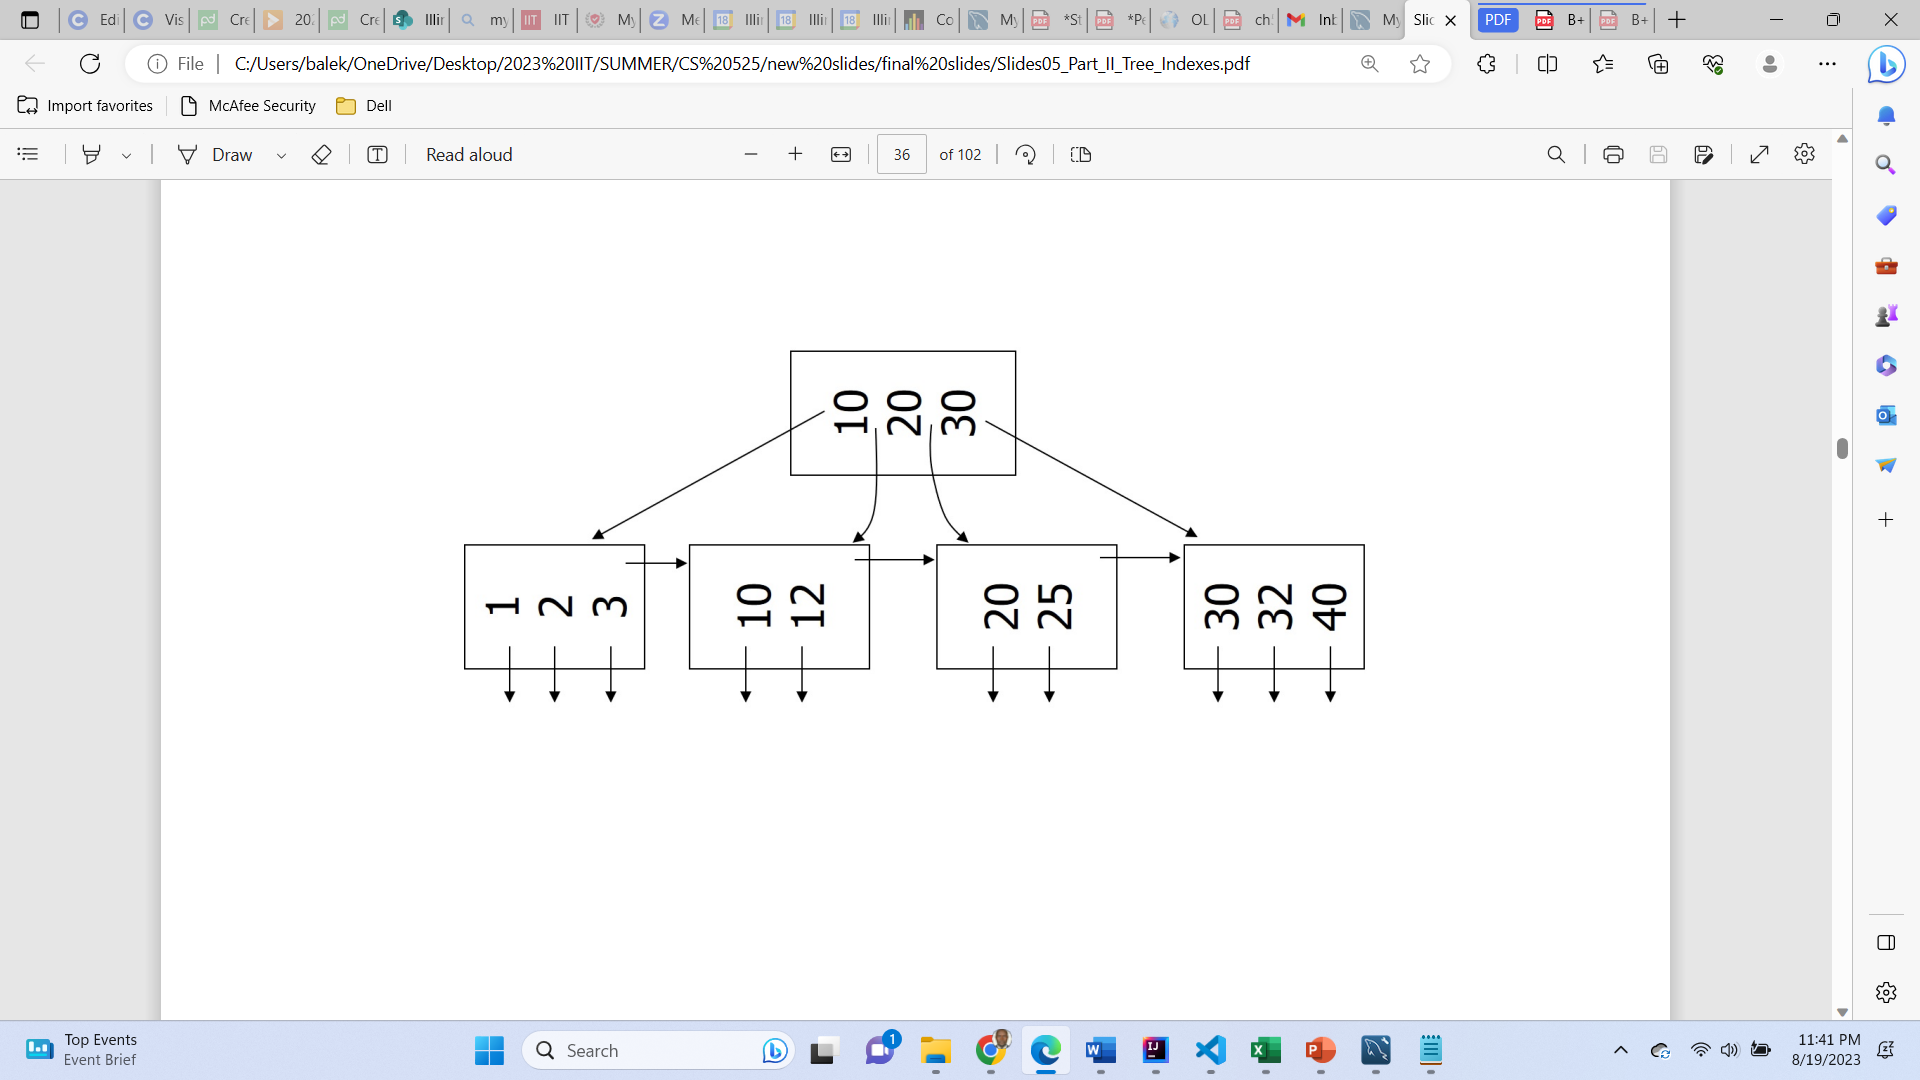 Edi Vis Cre 202 Cre Illir my IIT My Me Illir Illir Illir Co My *St *Pe OL ch Inb My Slic PDF B+ B+
File C:/Users/balek/OneDrive/Desktop/2023%20IIT/SUMMER/CS%20525/new%20slides/final%20slides/Slides05_Part_II_Tree_Indexes.pdf
Import favorites McAfee Security Dell
Draw Read aloud 36 of 102
10 20 30
1 2 3 10 12 20 25 30 32 40
Top Events
Event Brief
Search
1
11:41 PM
8/19/2023